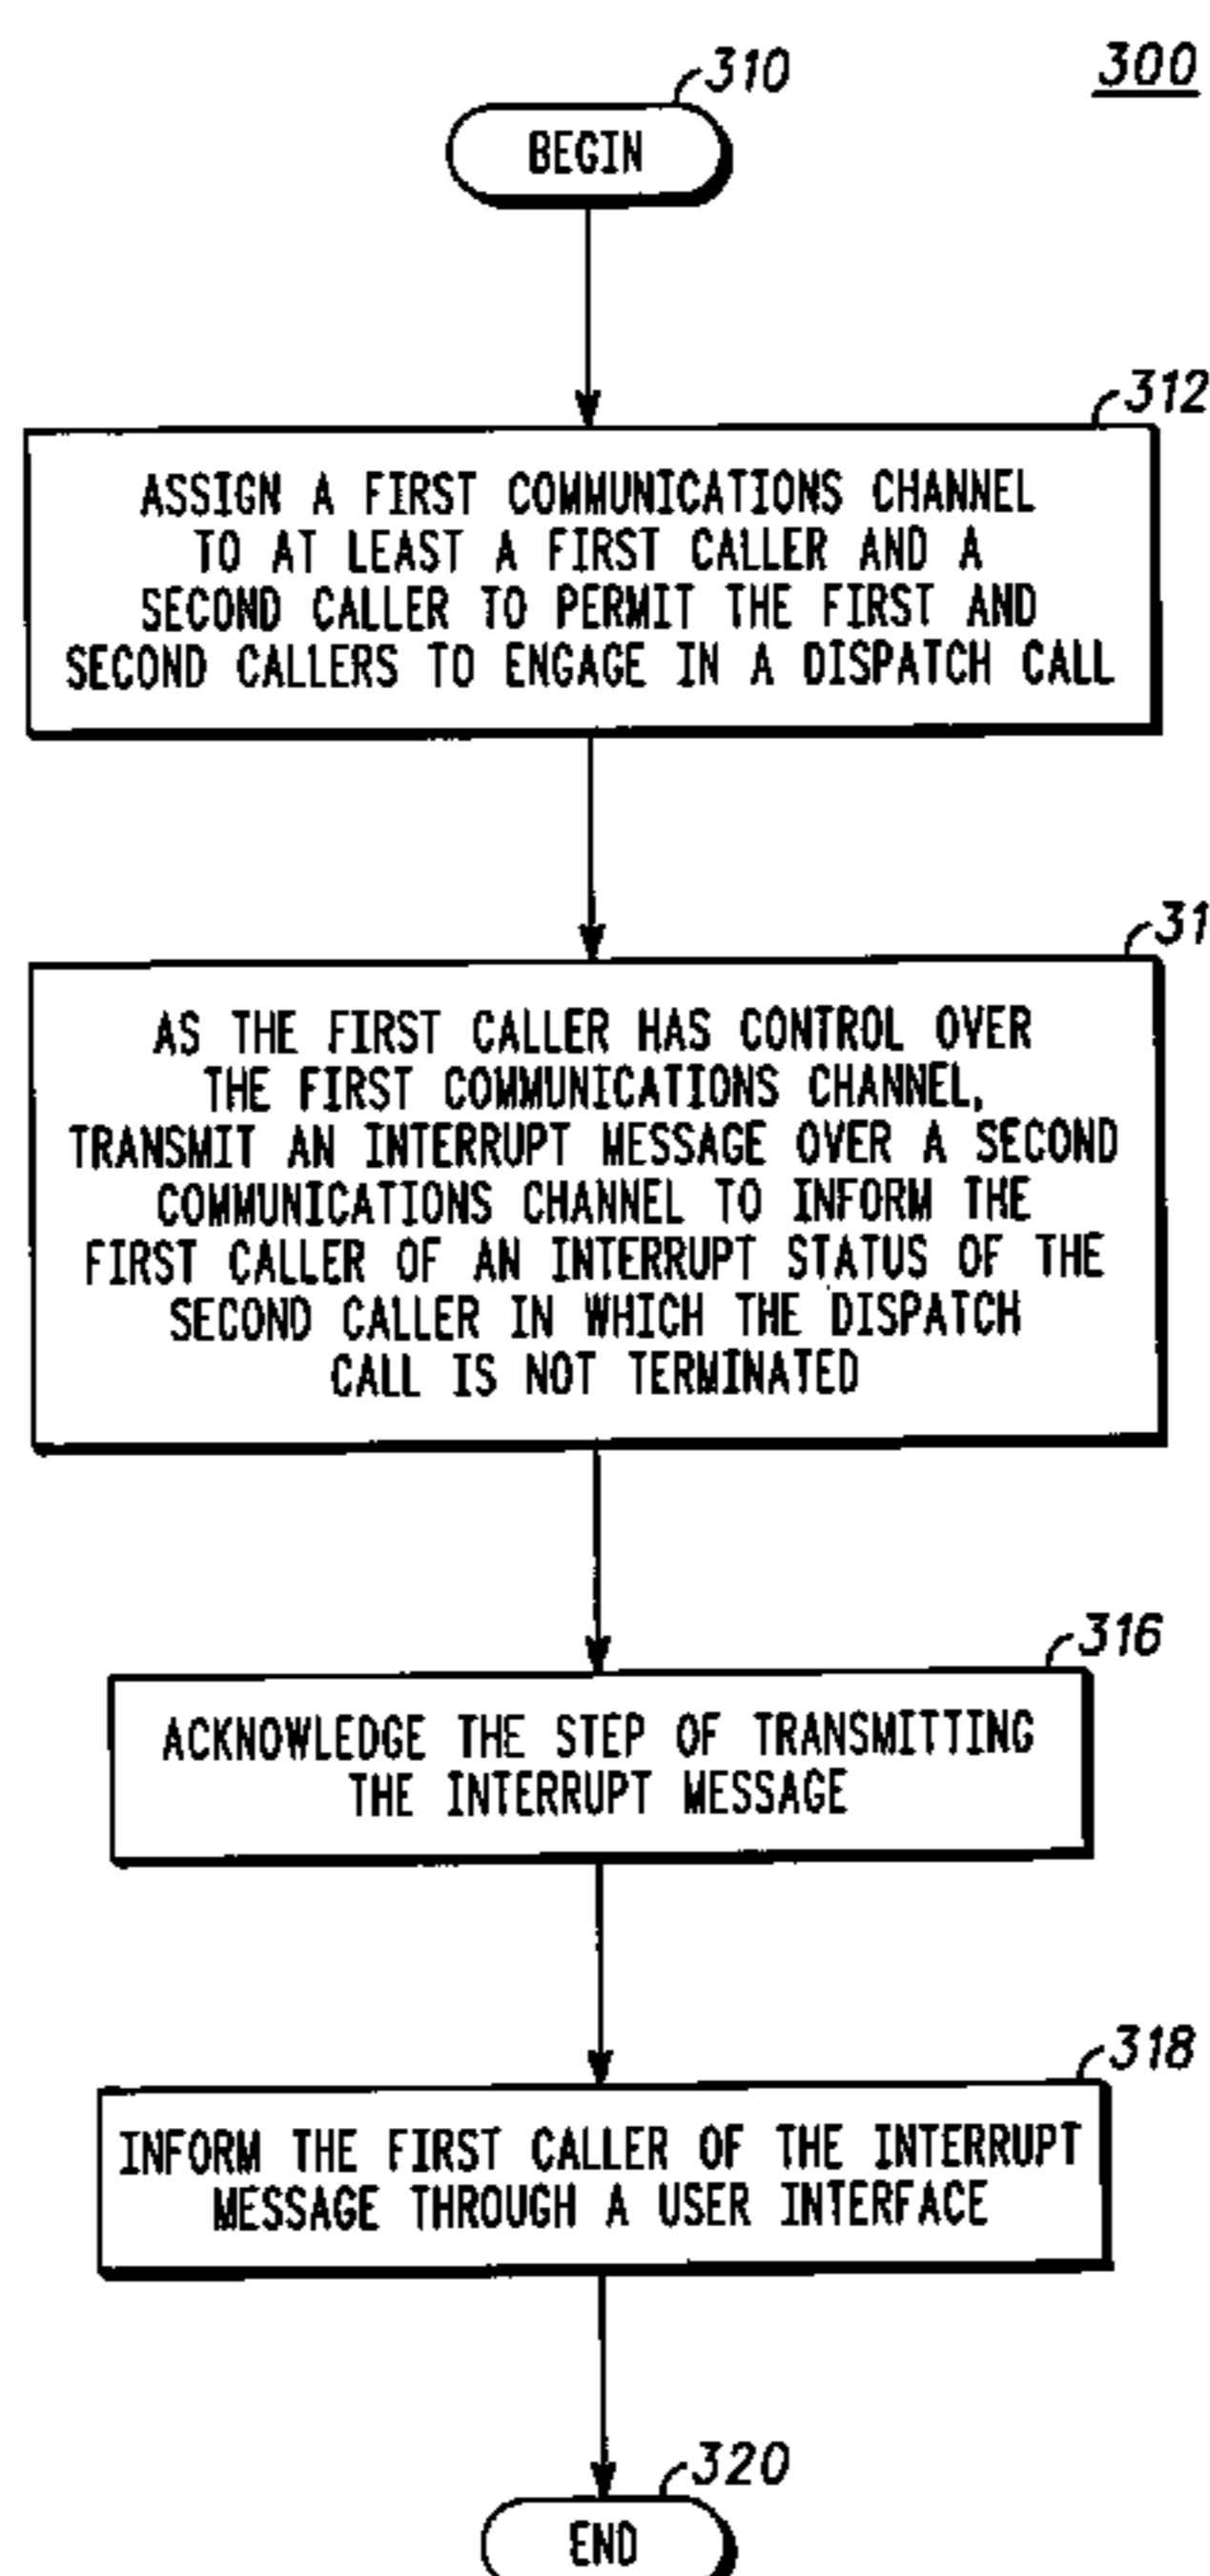 300
310
BEGIN
312
ASSIGN A FIRST COMMUNICATIONS CHANNEL
TO AT LEAST A FIRST CALLER AND A
SECOND CALLER TO PERMIT THE FIRST AND
SECOND CALLERS TO ENGAGE IN A DISPATCH CALL
31
AS THE FIRST CALLER HAS CONTROL OVER
THE FIRST COMMUNICATIONS CHANNEL,
TRANSMIT AN INTERRUPT MESSAGE OVER A SECOND
COMMUNICATIONS CHANNEL TO INFORM THE
FIRST CALLER OF AN INTERRUPT STATUS OF THE
SECOND CALLER IN WHICH THE DISPATCH
CALL IS NOT TERMINATED
316
ACKNOWLEDGE THE STEP OF TRANSMITTING
THE INTERRUPT MESSAGE
318
INFORM THE FIRST CALLER OF THE INTERRUPT
MESSAGE THROUGH A USER INTERFACE
320
END